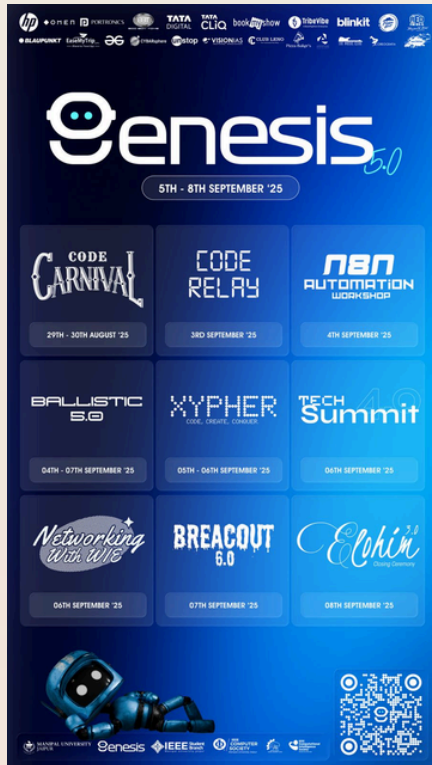 hp OMEN PORTRONICS TATA DIGITAL TATA CLiQ bookmyshow TribeVibe blinkit
BLAUPUNKT EaseMyTrip unstop VISIONIAS
Genesis 5.0
5TH - 8TH SEPTEMBER '25
CODE CARNIVAL
29TH - 30TH AUGUST '25
CODE RELAY
3RD SEPTEMBER '25
n8n AUTOMATION WORKSHOP
4TH SEPTEMBER '25
BALLISTIC 5.0
04TH - 07TH SEPTEMBER '25
XYPHER
CODE, CREATE, CONQUER
05TH - 06TH SEPTEMBER '25
TECH Summit 4.0
06TH SEPTEMBER '25
Networking With WIE
06TH SEPTEMBER '25
BREACOUT 6.0
07TH SEPTEMBER '25
Elohim 3.0
Closing Ceremony
08TH SEPTEMBER '25
MANIPAL UNIVERSITY JAIPUR Genesis IEEE Student Branch IEEE COMPUTER SOCIETY